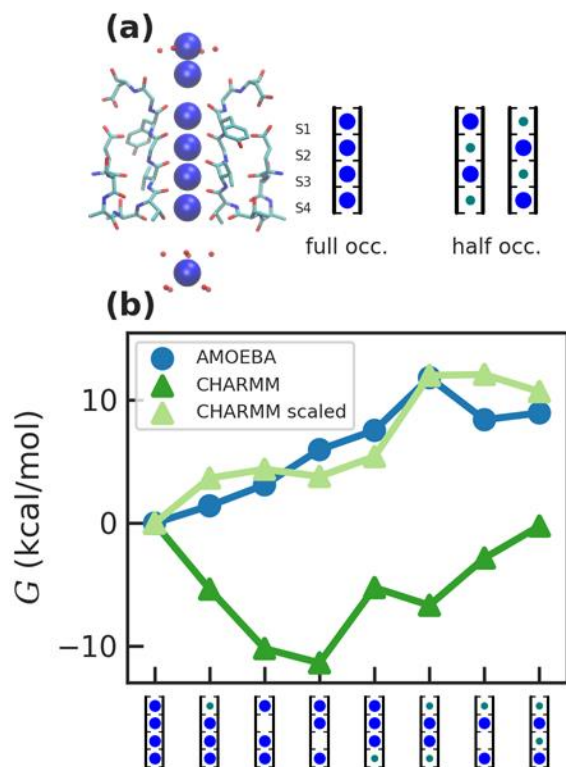 (a)
S1
S2
S3
S4
full occ.
half occ.
(b)
AMOEBA
CHARMM
CHARMM scaled
G (kcal/mol)
10
0
−10